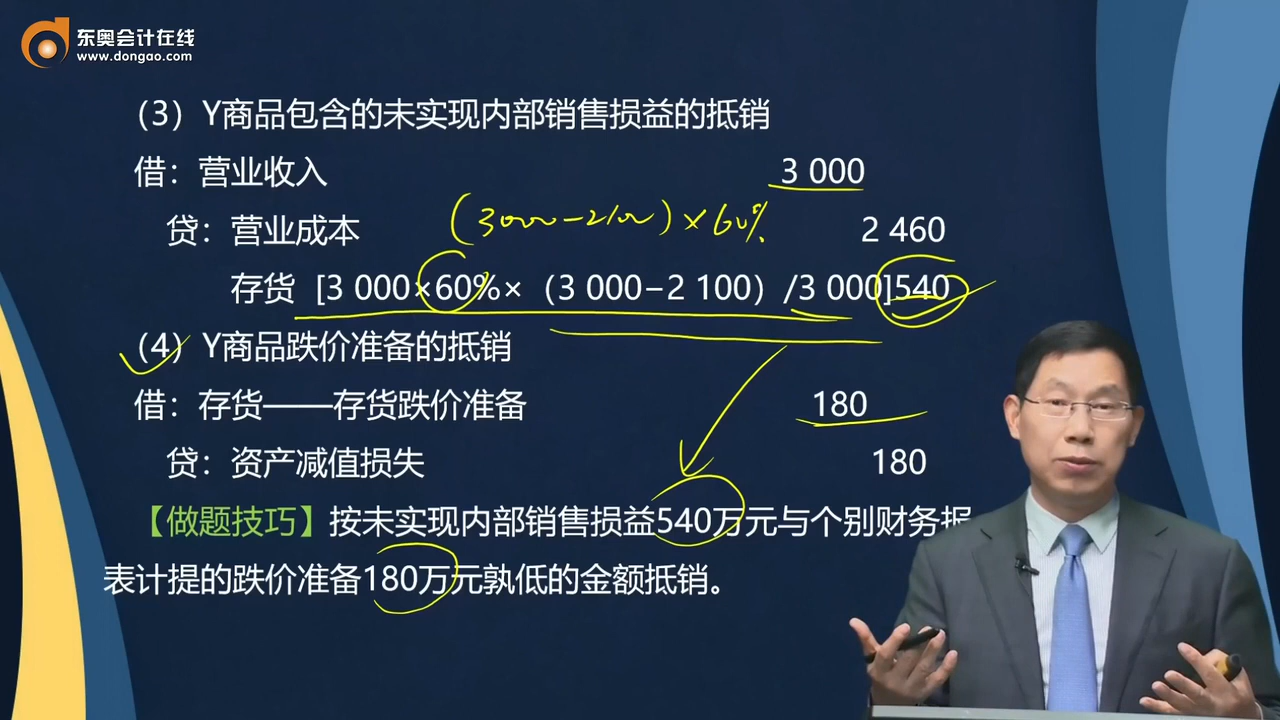 东奥会计在线
www.dongao.com
（3）Y商品包含的未实现内部销售损益的抵销
借：营业收入 3 000
(3000-2100)×60%
贷：营业成本 2 460
存货 [3 000×60%×（3 000-2 100）/3 000]540
（4）Y商品跌价准备的抵销
借：存货——存货跌价准备 180
贷：资产减值损失 180
【做题技巧】按未实现内部销售损益540万元与个别财务报
表计提的跌价准备180万元孰低的金额抵销。